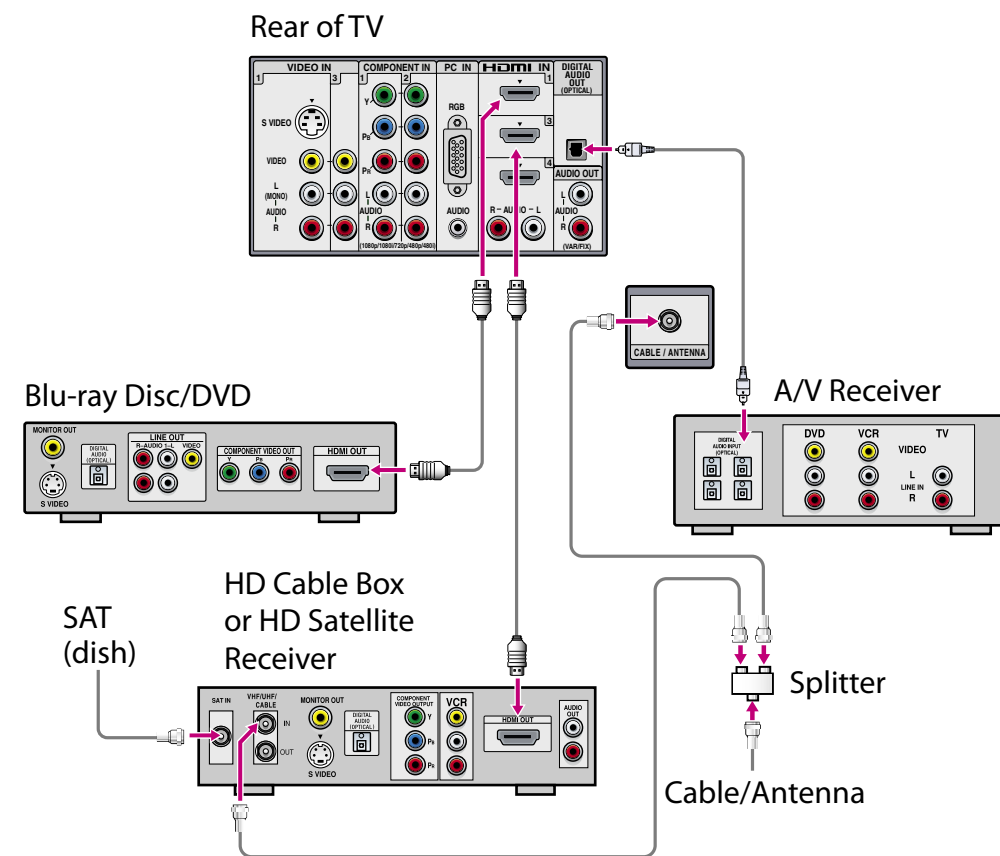 Rear of TV
VIDEO IN
COMPONENT IN
PC IN
HDMI IN
DIGITAL
AUDIO
OUT
(OPTICAL)
1
3
1
2
1
Y
S VIDEO
RGB
PB
3
VIDEO
PR
4
AUDIO OUT
L
(MONO)
AUDIO
R
L
AUDIO
R
AUDIO
R - AUDIO - L
L
AUDIO
R
(1080p/1080i/720p/480p/480i)
(VAR/FIX)
CABLE / ANTENNA
Blu-ray Disc/DVD
MONITOR OUT
S VIDEO
DIGITAL
AUDIO
(OPTICAL)
LINE OUT
R-AUDIO 1-L VIDEO
COMPONENT VIDEO OUT
Y PB PR
HDMI OUT
A/V Receiver
DIGITAL
AUDIO INPUT
(OPTICAL)
DVD VCR TV
VIDEO
L
LINE IN
R
HD Cable Box
or HD Satellite
Receiver
SAT
(dish)
SAT IN
VHF/UHF/
CABLE
IN
OUT
MONITOR OUT
S VIDEO
DIGITAL
AUDIO
(OPTICAL)
COMPONENT
VIDEO OUTPUT
Y
PB
VCR
HDMI OUT
AUDIO
OUT
Splitter
Cable/Antenna